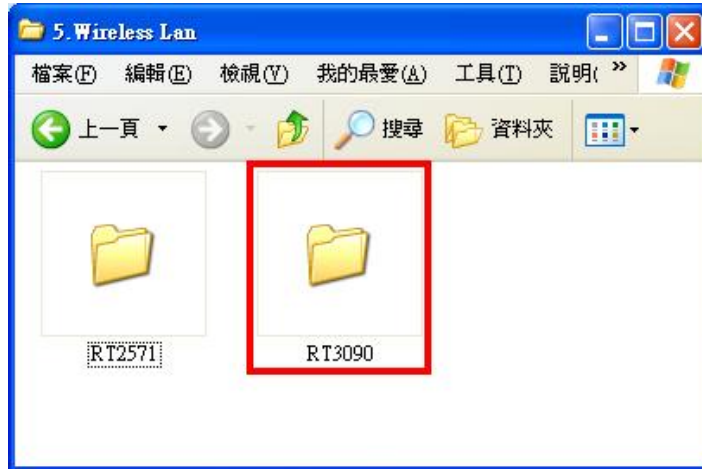 5.Wireless Lan
檔案(F) 編輯(E) 檢視(V) 我的最愛(A) 工具(T) 說明( »
上一頁 搜尋 資料夾
RT2571 RT3090